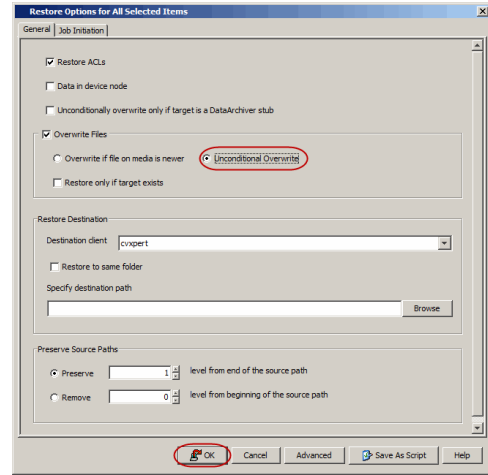 Restore Options for All Selected Items
General Job Initiation
Restore ACLs
Data in device node
Unconditionally overwrite only if target is a DataArchiver stub
Overwrite Files
Overwrite if file on media is newer Unconditional Overwrite
Restore only if target exists
Restore Destination
Destination client cvxpert
Restore to same folder
Specify destination path
Browse
Preserve Source Paths
Preserve 1 level from end of the source path
Remove 0 level from beginning of the source path
OK Cancel Advanced Save As Script Help